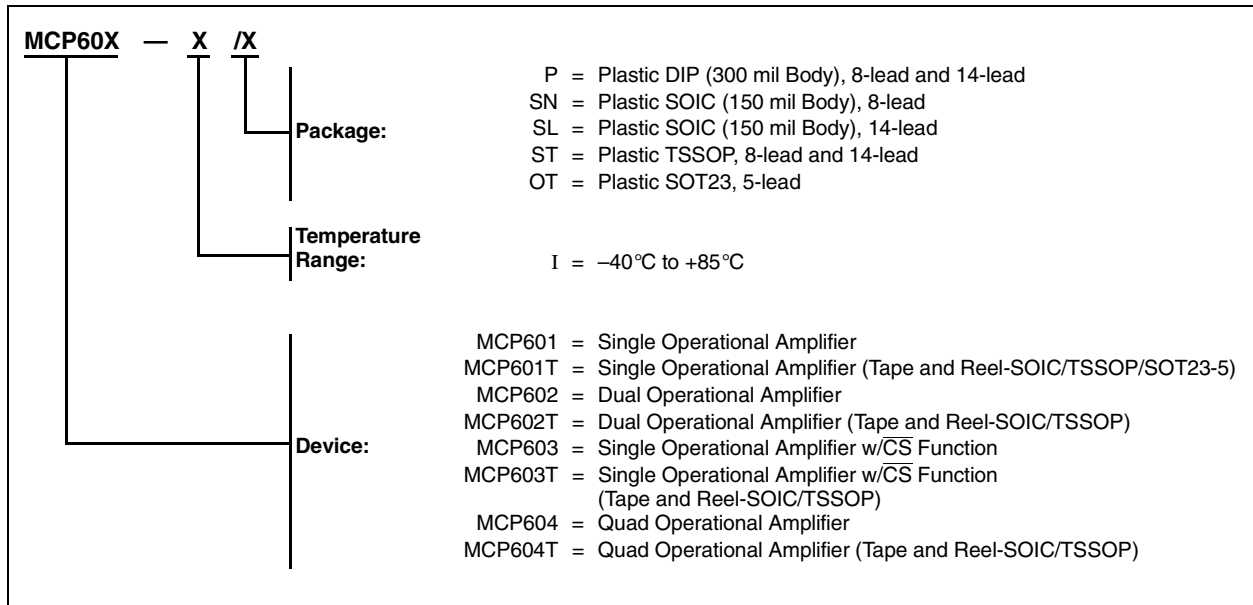 MCP60X — X /X
Package:
P = Plastic DIP (300 mil Body), 8-lead and 14-lead
SN = Plastic SOIC (150 mil Body), 8-lead
SL = Plastic SOIC (150 mil Body), 14-lead
ST = Plastic TSSOP, 8-lead and 14-lead
OT = Plastic SOT23, 5-lead
Temperature
Range:
I = –40°C to +85°C
Device:
MCP601 = Single Operational Amplifier
MCP601T = Single Operational Amplifier (Tape and Reel-SOIC/TSSOP/SOT23-5)
MCP602 = Dual Operational Amplifier
MCP602T = Dual Operational Amplifier (Tape and Reel-SOIC/TSSOP)
MCP603 = Single Operational Amplifier w/C̅S̅ Function
MCP603T = Single Operational Amplifier w/C̅S̅ Function
(Tape and Reel-SOIC/TSSOP)
MCP604 = Quad Operational Amplifier
MCP604T = Quad Operational Amplifier (Tape and Reel-SOIC/TSSOP)